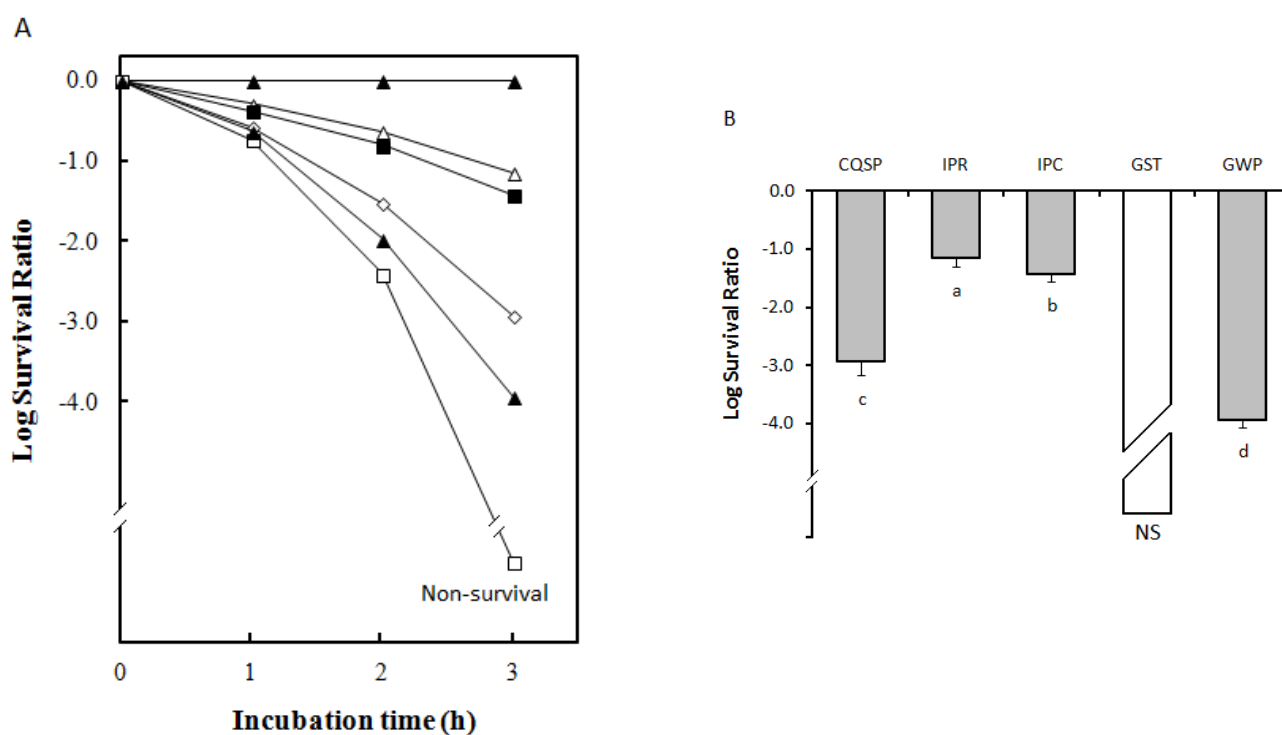 A
0.0
-1.0
-2.0
-3.0
-4.0
Log Survival Ratio
Non-survival
0 1 2 3
Incubation time (h)
B
CQSP IPR IPC GST GWP
0.0
-1.0
-2.0
-3.0
-4.0
Log Survival Ratio
a
b
c
d
NS